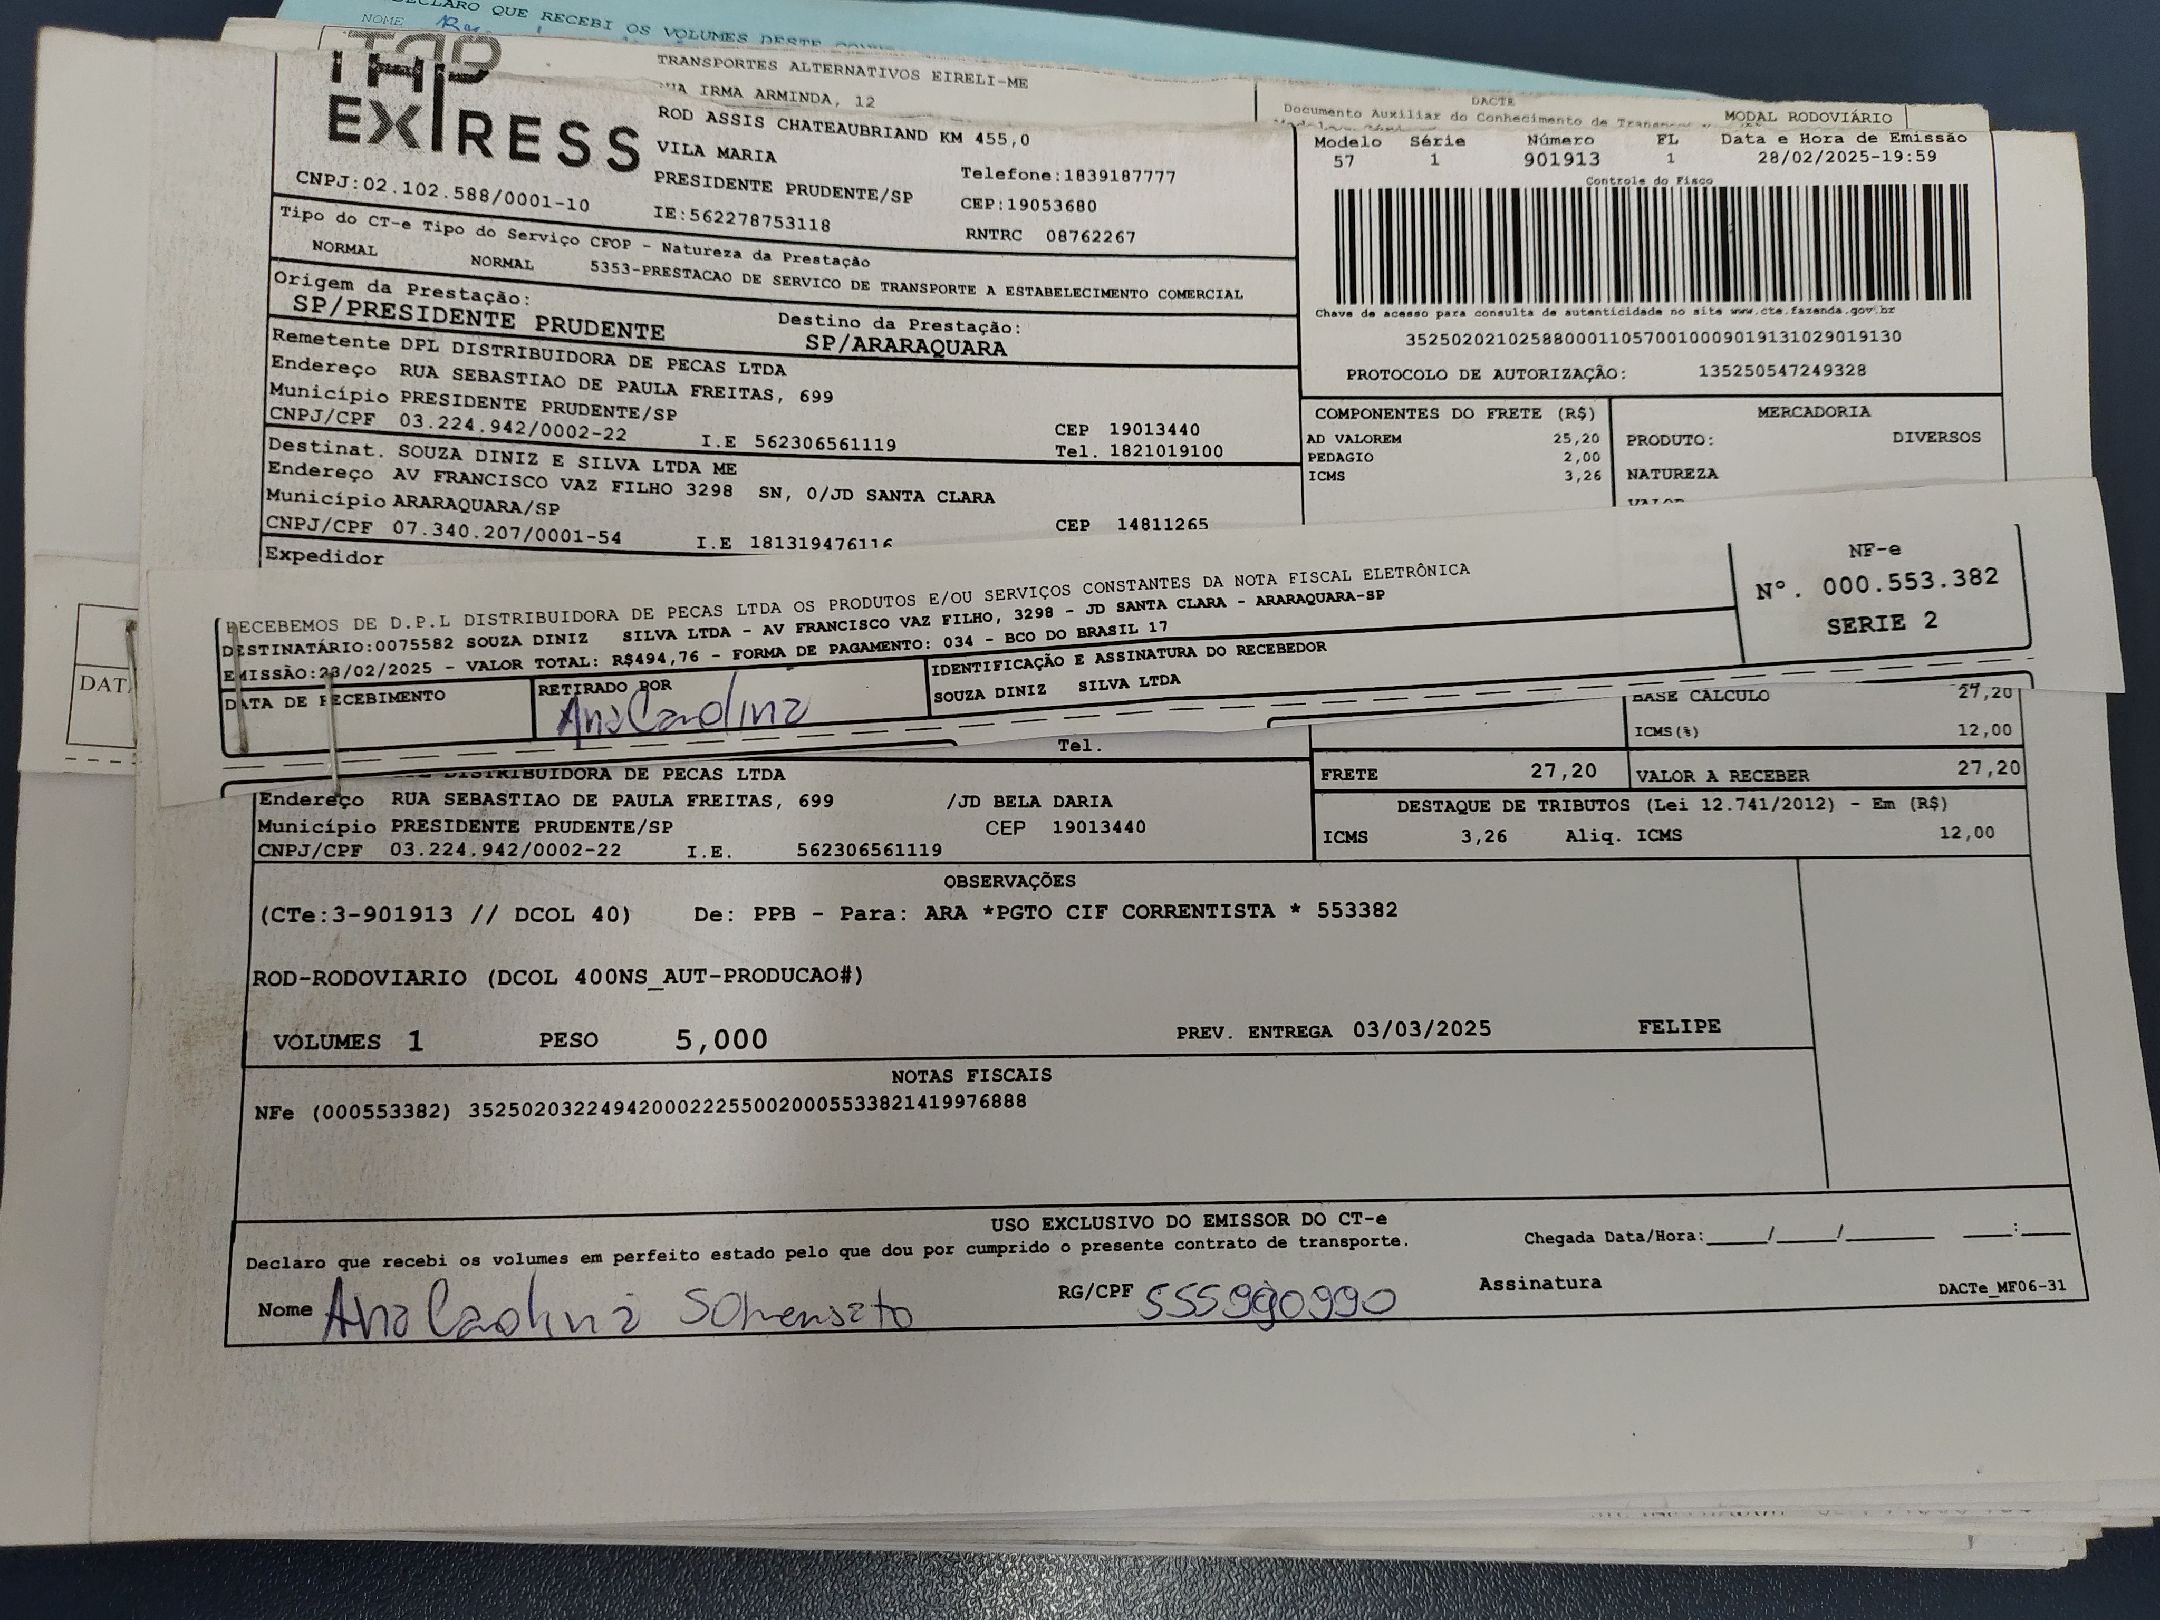 DECLARO QUE RECEBI OS VOLUMES DESTE
NOME
TRANSPORTES ALTERNATIVOS EIRELI-ME
IRMA ARMINDA, 12
TAP
EXPRESS
ROD ASSIS CHATEAUBRIAND KM 455,0
VILA MARIA
PRESIDENTE PRUDENTE/SP
IE:562278753118
Telefone:1839187777
CEP:19053680
RNTRC 08762267
CNPJ:02.102.588/0001-10
DACTE
Documento Auxiliar do Conhecimento de
MODAL RODOVIÁRIO
Modelo Série Número FL Data e Hora de Emissão
57 1 901913 1 28/02/2025-19:59
Controle do Fisco
Chave de acesso para consulta de autenticidade no site www.cte.fazenda.gov.br
35250202102588000110570010009019131029019130
PROTOCOLO DE AUTORIZAÇÃO: 135250547249328
Tipo do CT-e Tipo do Serviço CFOP - Natureza da Prestação
NORMAL NORMAL 5353-PRESTACAO DE SERVICO DE TRANSPORTE A ESTABELECIMENTO COMERCIAL
Origem da Prestação: Destino da Prestação:
SP/PRESIDENTE PRUDENTE SP/ARARAQUARA
Remetente DPL DISTRIBUIDORA DE PECAS LTDA
Endereço RUA SEBASTIAO DE PAULA FREITAS, 699
Município PRESIDENTE PRUDENTE/SP CEP 19013440
CNPJ/CPF 03.224.942/0002-22 I.E 562306561119 Tel. 1821019100
Destinat. SOUZA DINIZ E SILVA LTDA ME
Endereço AV FRANCISCO VAZ FILHO 3298 SN, 0/JD SANTA CLARA
Município ARARAQUARA/SP CEP 14811265
CNPJ/CPF 07.340.207/0001-54 I.E 181319476116
Expedidor
COMPONENTES DO FRETE (R$)
AD VALOREM 25,20
PEDAGIO 2,00
ICMS 3,26
MERCADORIA
PRODUTO: DIVERSOS
NATUREZA
VALOR
RECEBEMOS DE D.P.L DISTRIBUIDORA DE PECAS LTDA OS PRODUTOS E/OU SERVIÇOS CONSTANTES DA NOTA FISCAL ELETRÔNICA
DESTINATÁRIO:0075582 SOUZA DINIZ SILVA LTDA - AV FRANCISCO VAZ FILHO, 3298 - JD SANTA CLARA - ARARAQUARA-SP
EMISSÃO:28/02/2025 - VALOR TOTAL: R$494,76 - FORMA DE PAGAMENTO: 034 - BCO DO BRASIL 17
DATA DE RECEBIMENTO
RETIRADO POR
Ana Carolina
IDENTIFICAÇÃO E ASSINATURA DO RECEBEDOR
SOUZA DINIZ SILVA LTDA
NF-e
Nº. 000.553.382
SERIE 2
DATA
Tel.
BASE CALCULO 27,20
ICMS(%) 12,00
FRETE 27,20 VALOR A RECEBER 27,20
DISTRIBUIDORA DE PECAS LTDA
Endereço RUA SEBASTIAO DE PAULA FREITAS, 699 /JD BELA DARIA
Município PRESIDENTE PRUDENTE/SP CEP 19013440
CNPJ/CPF 03.224.942/0002-22 I.E. 562306561119
DESTAQUE DE TRIBUTOS (Lei 12.741/2012) - Em (R$)
ICMS 3,26 Aliq. ICMS 12,00
OBSERVAÇÕES
(CTe:3-901913 // DCOL 40) De: PPB - Para: ARA *PGTO CIF CORRENTISTA * 553382
ROD-RODOVIARIO (DCOL 400NS_AUT-PRODUCAO#)
VOLUMES 1 PESO 5,000 PREV. ENTREGA 03/03/2025 FELIPE
NOTAS FISCAIS
NFe (000553382) 35250203224942000222550020005533821419976888
USO EXCLUSIVO DO EMISSOR DO CT-e
Declaro que recebi os volumes em perfeito estado pelo que dou por cumprido o presente contrato de transporte.
Chegada Data/Hora:____/____/______ ___:___
Nome Ana Carolina Somensato RG/CPF 555990990 Assinatura
DACTe_MF06-31